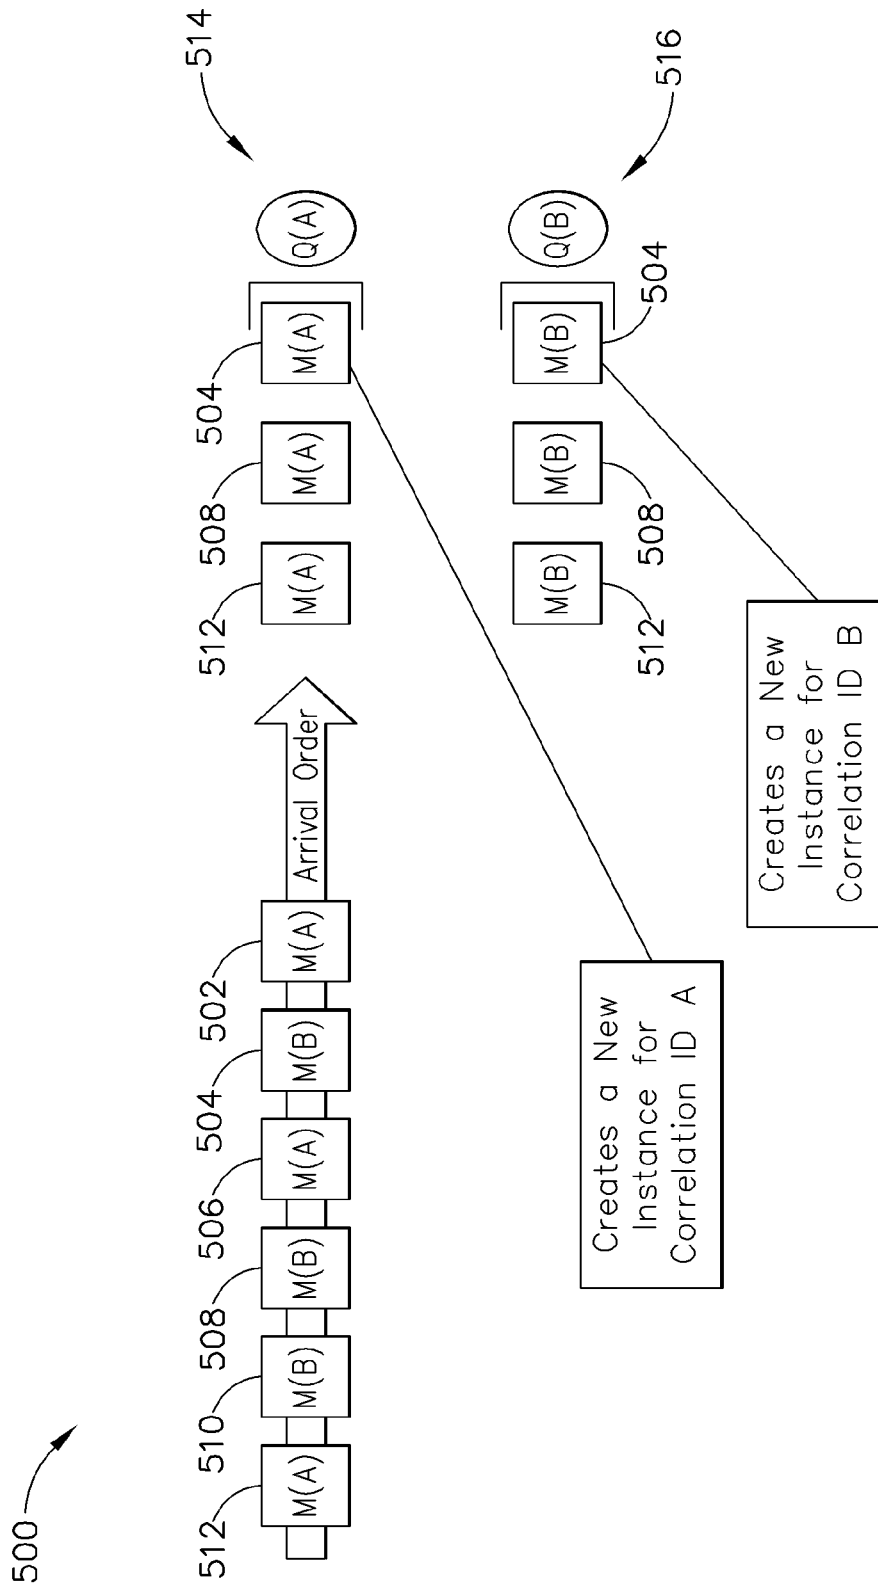 500
512
510
508
506
504
502
M(A)
M(B)
M(B)
M(A)
M(B)
M(A)
Arrival Order
512
508
504
M(A)
M(A)
M(A)
Q(A)
514
M(B)
M(B)
M(B)
Q(B)
512
508
504
516
Creates a New
Instance for
Correlation ID A
Creates a New
Instance for
Correlation ID B